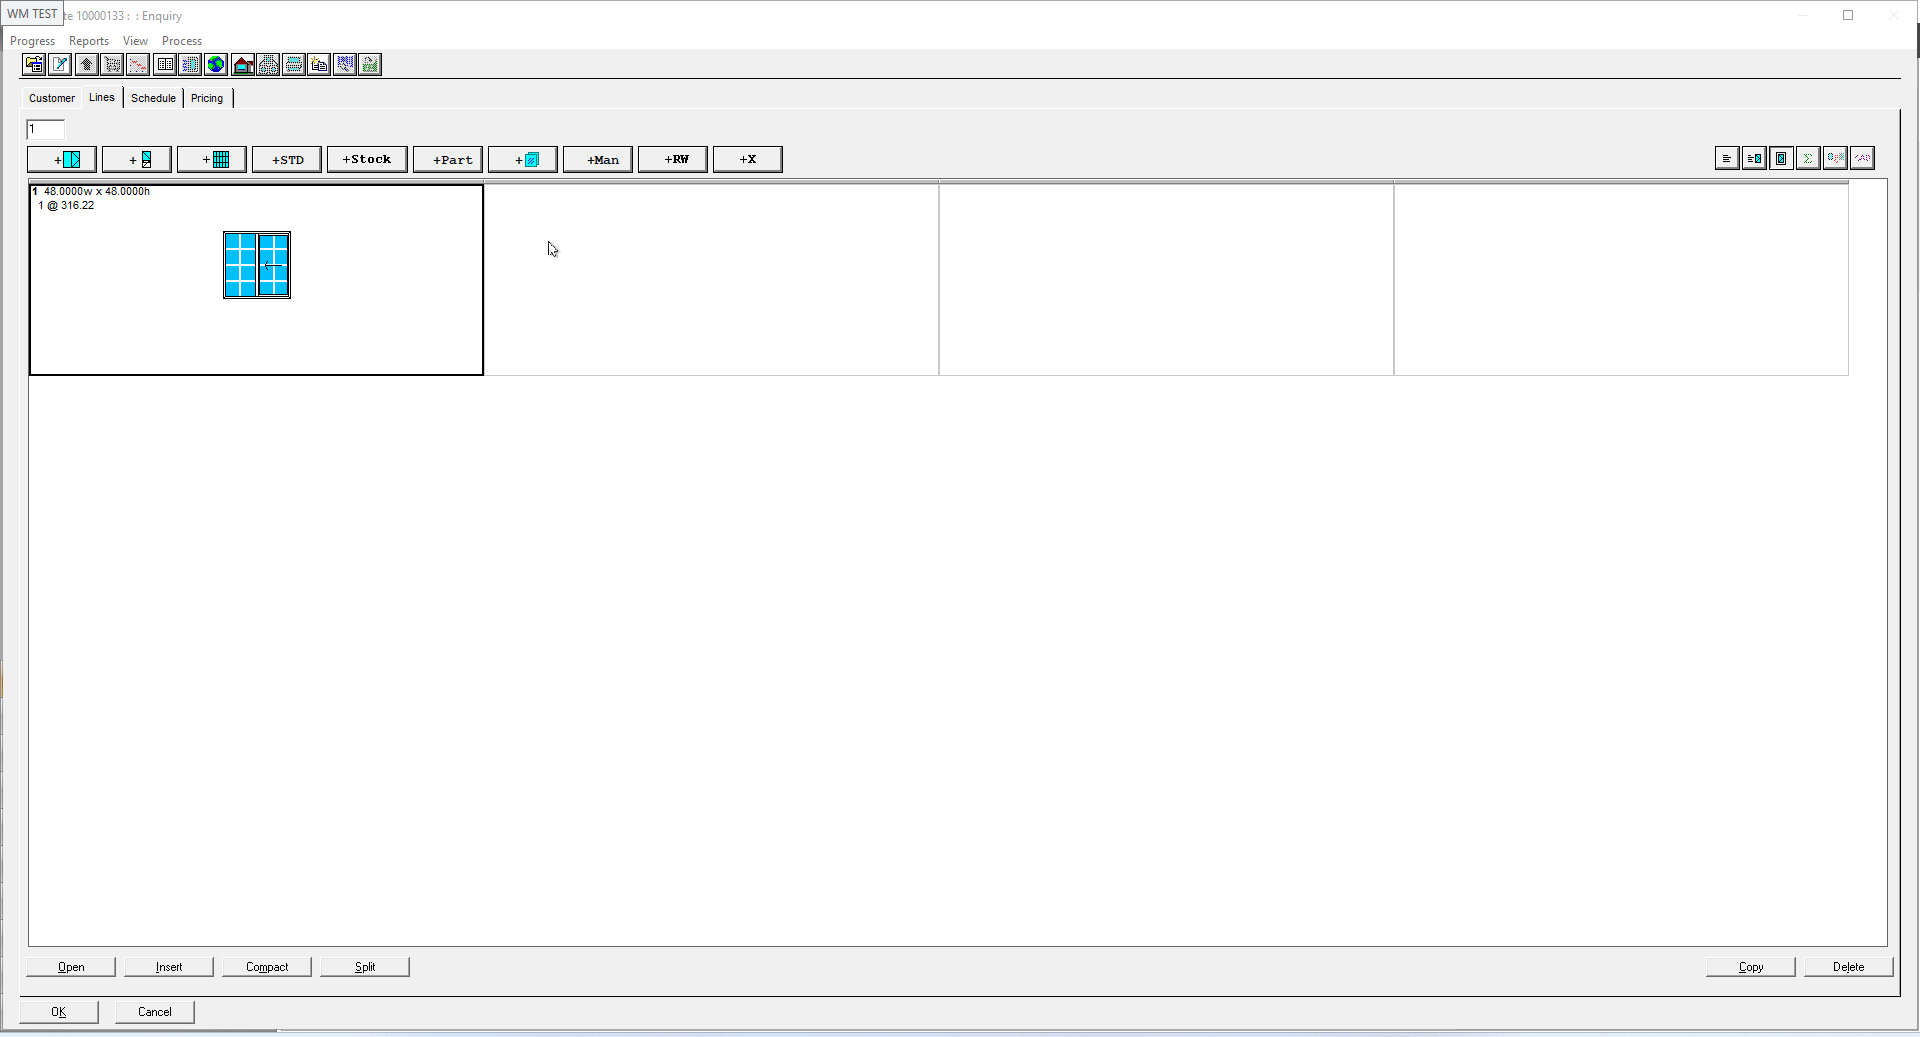 WM TEST te 10000133 : : Enquiry
Progress Reports View Process
Customer Lines Schedule Pricing
1
+ + + +STD +Stock +Part + +Man +RW +X
1 48.0000w x 48.0000h
1 @ 316.22
Open Insert Compact Split Copy Delete
OK Cancel